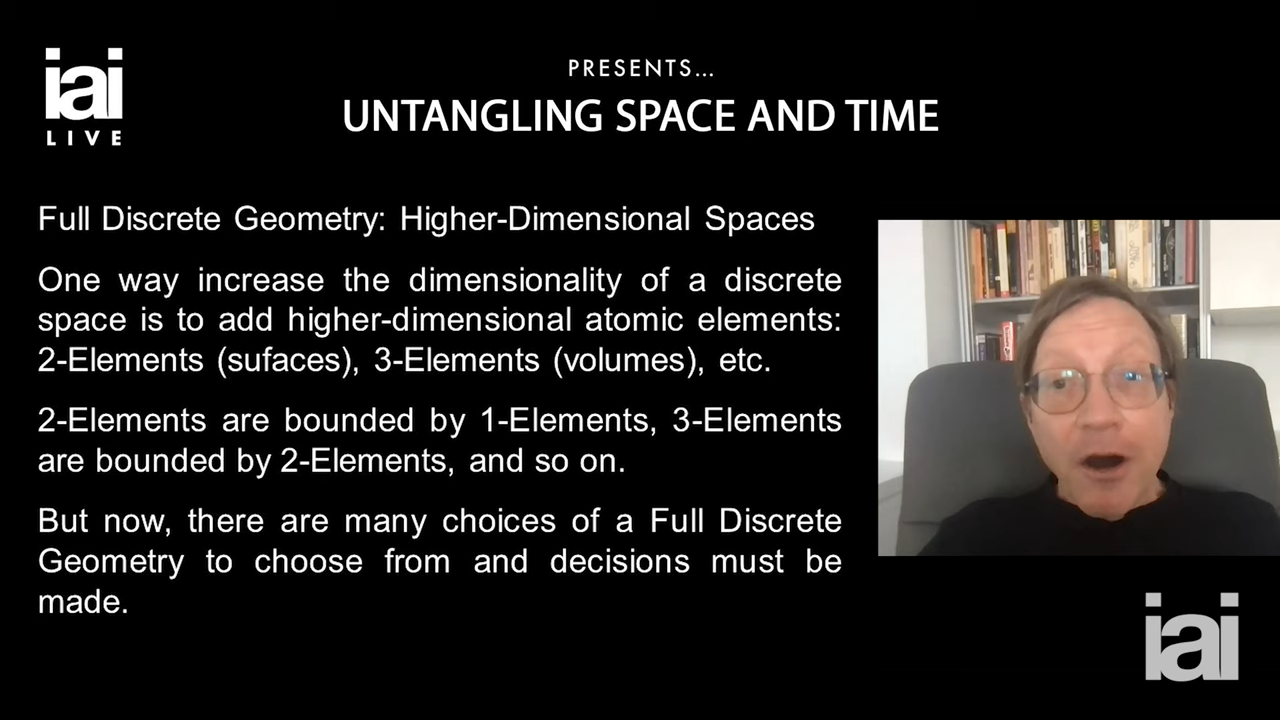 iai
LIVE
PRESENTS...
UNTANGLING SPACE AND TIME
Full Discrete Geometry: Higher-Dimensional Spaces
One way increase the dimensionality of a discrete
space is to add higher-dimensional atomic elements:
2-Elements (sufaces), 3-Elements (volumes), etc.
2-Elements are bounded by 1-Elements, 3-Elements
are bounded by 2-Elements, and so on.
But now, there are many choices of a Full Discrete
Geometry to choose from and decisions must be
made.
iai